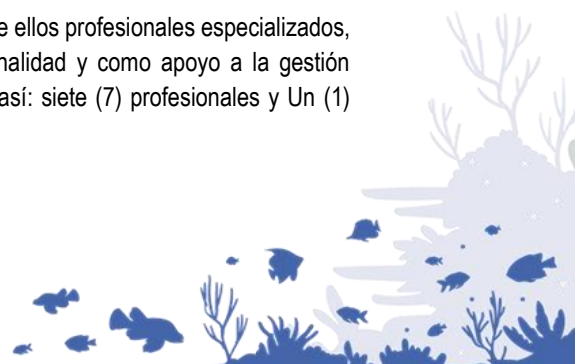 e ellos profesionales especializados,
nalidad y como apoyo a la gestión
así: siete (7) profesionales y Un (1)